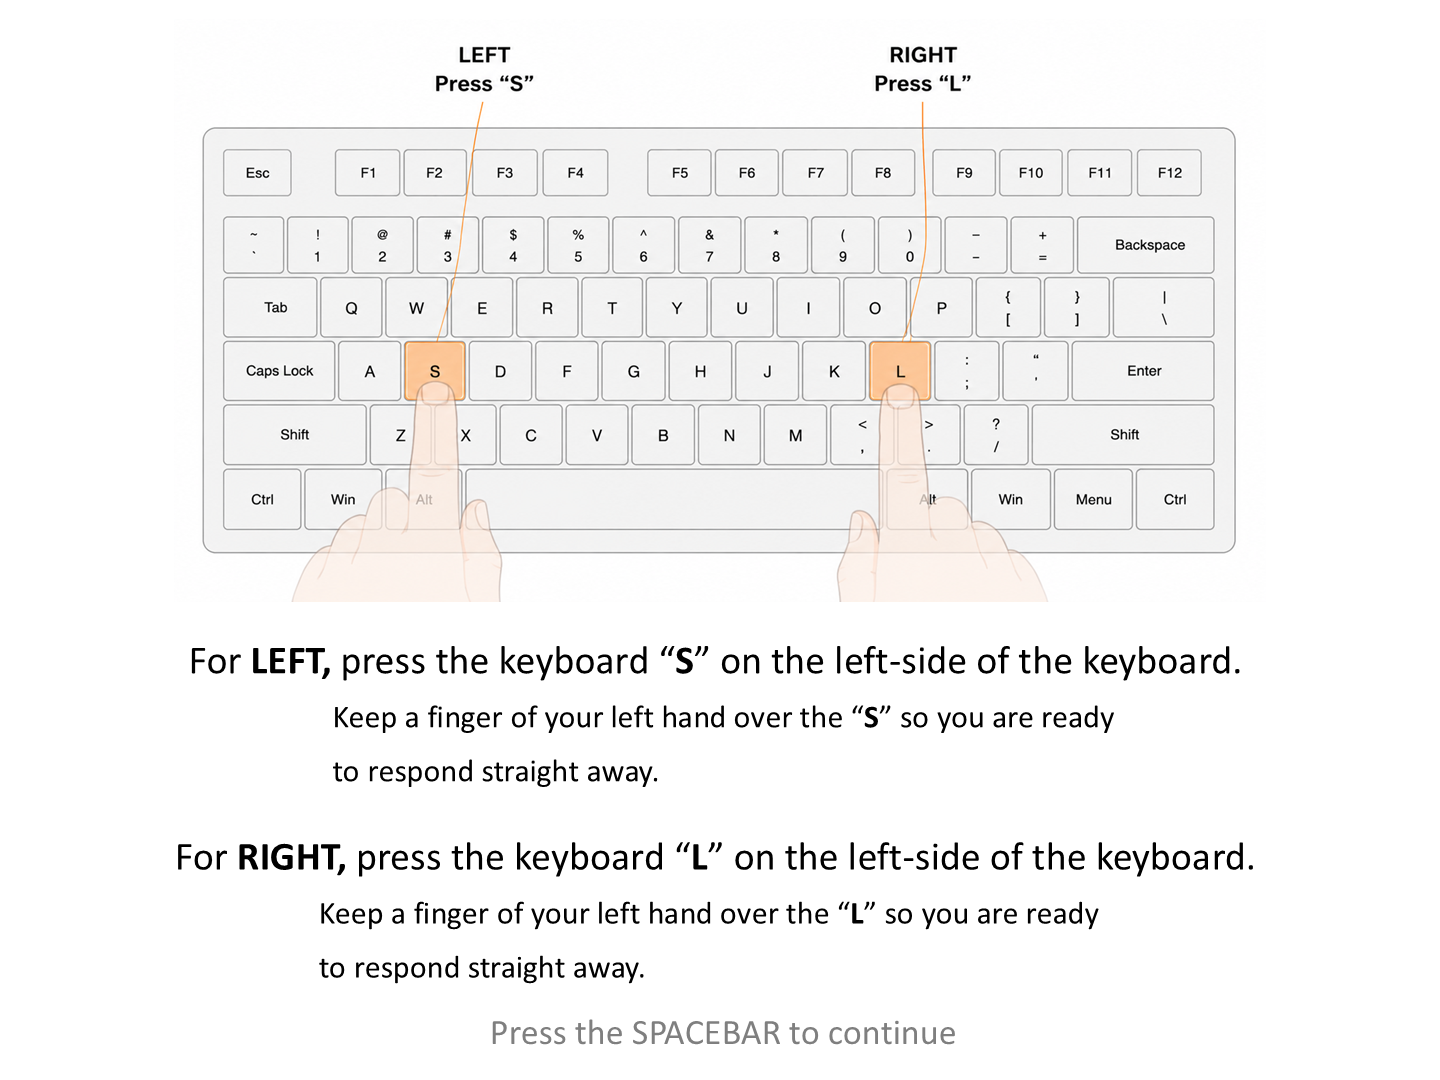 LEFT
Press “S”
RIGHT
Press “L”
Esc F1 F2 F3 F4 F5 F6 F7 F8 F9 F10 F11 F12
~ ! @ # $ % ^ & * ( ) – +
` 1 2 3 4 5 6 7 8 9 0 – = Backspace
Tab Q W E R T Y U I O P { } |
[ ] \
Caps Lock A S D F G H J K L : “ Enter
; ‘
Shift Z X C V B N M < > ? Shift
, . /
Ctrl Win Alt Alt Win Menu Ctrl
For LEFT, press the keyboard “S” on the left-side of the keyboard.
Keep a finger of your left hand over the “S” so you are ready
to respond straight away.
For RIGHT, press the keyboard “L” on the left-side of the keyboard.
Keep a finger of your left hand over the “L” so you are ready
to respond straight away.
Press the SPACEBAR to continue